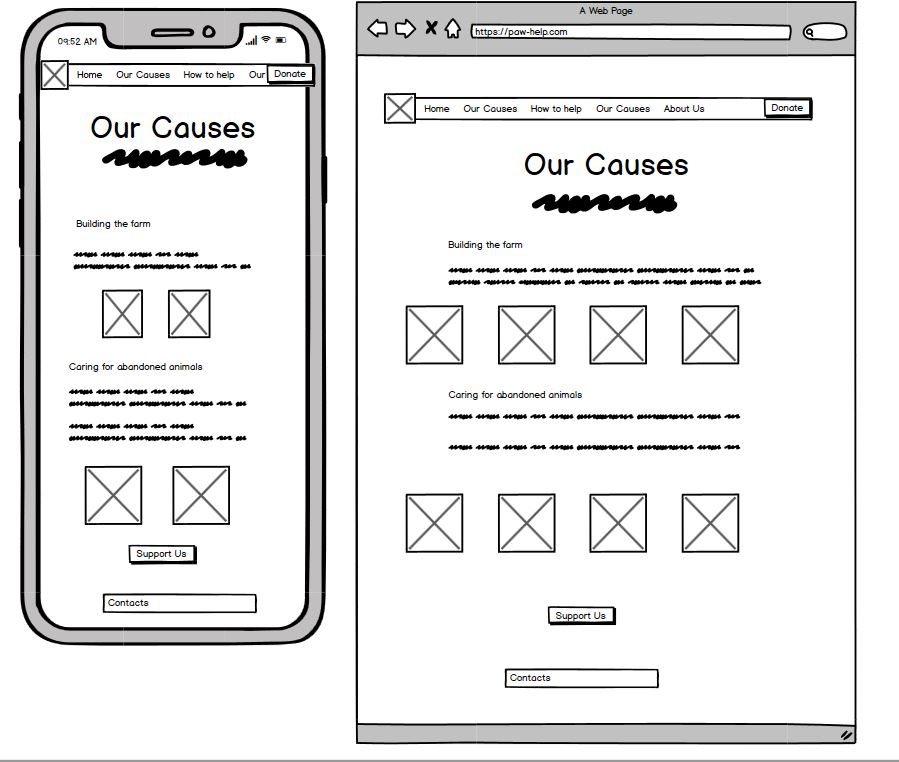 09:52 AM
Home Our Causes How to help Our Donate
Our Causes
Building the farm
Caring for abandoned animals
Support Us
Contacts
A Web Page
https://paw-help.com
Home Our Causes How to help Our Causes About Us Donate
Our Causes
Building the farm
Caring for abandoned animals
Support Us
Contacts